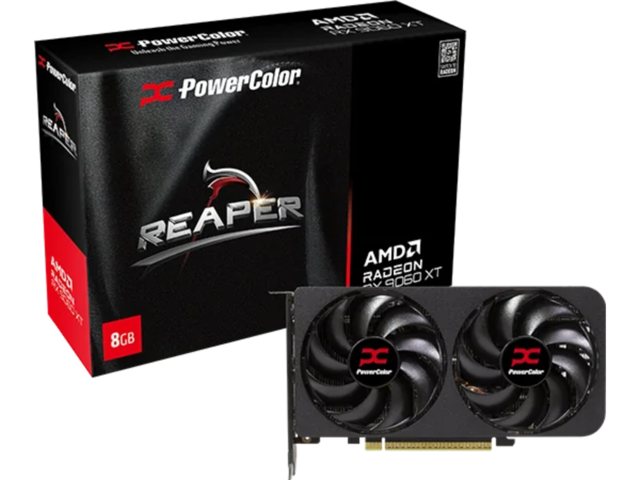 PowerColor
Unleash the Gaming Power
AMD
RADEON
RX 9060 XT
PowerColor
REAPER
REAPER
AMD
RADEON
RX 9060 XT
AMD
RADEON
RX 9060 XT
8GB
PowerColor
PowerColor